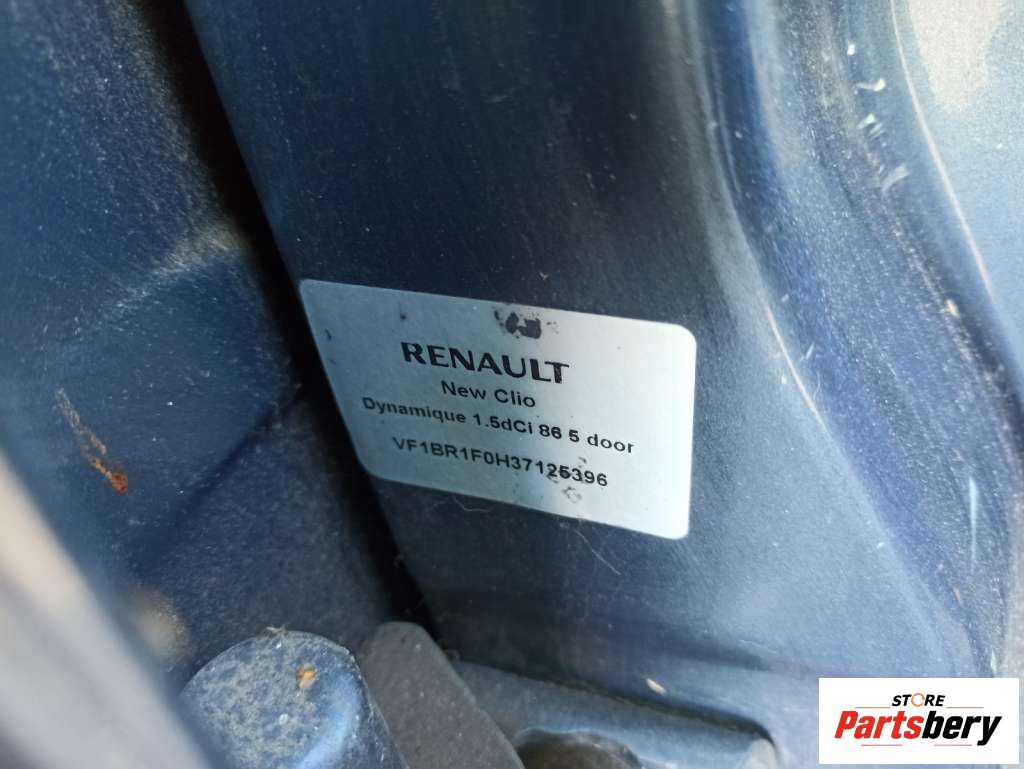 RENAULT
New Clio
Dynamique 1.5dCi 86 5 door
VF1BR1F0H37125396
STORE
Partsbery